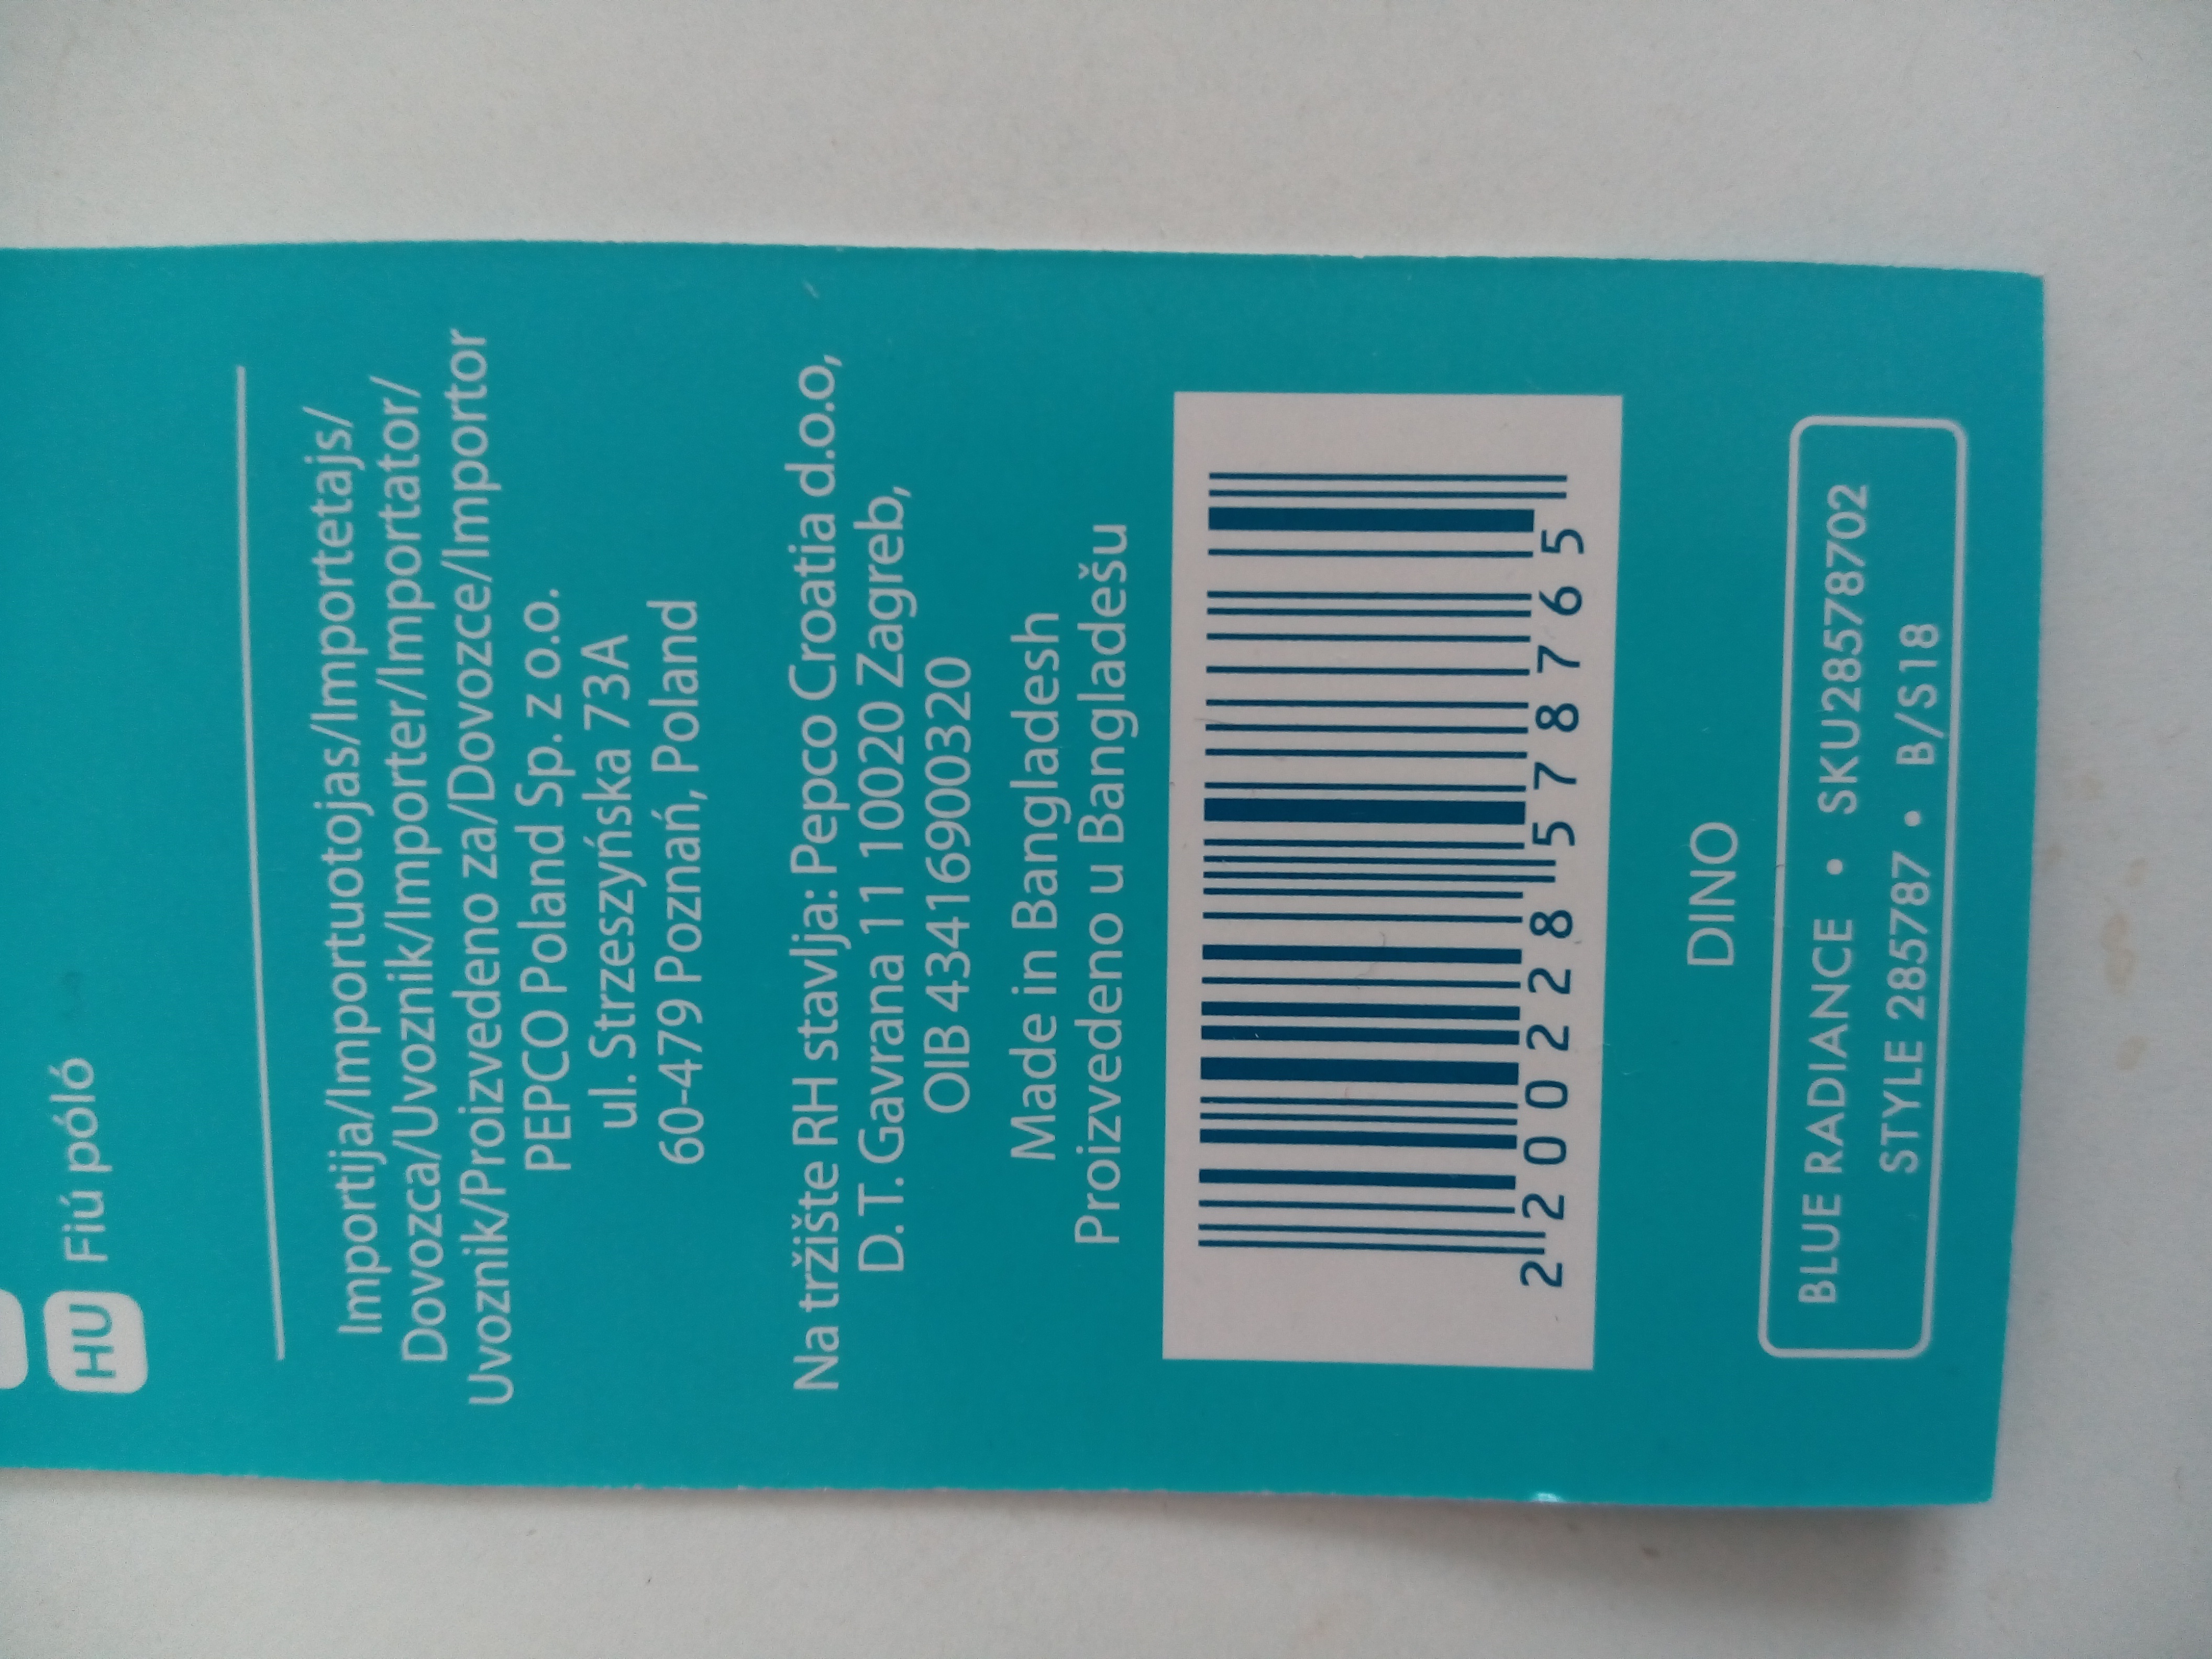 HU Fiú póló
Importija/Importuotojas/Importetajs/
Dovozca/Uvoznik/Importer/Importator/
Uvoznik/Proizvedeno za/Dovozce/Importor
PEPCO Poland Sp. z o.o.
ul. Strzeszyńska 73A
60-479 Poznań, Poland
Na tržište RH stavlja: Pepco Croatia d.o.o,
D.T. Gavrana 11 10020 Zagreb,
OIB 43416900320
Made in Bangladesh
Proizvedeno u Bangladešu
2 200228 578765
DINO
BLUE RADIANCE • SKU28578702
STYLE 285787 • B/S18